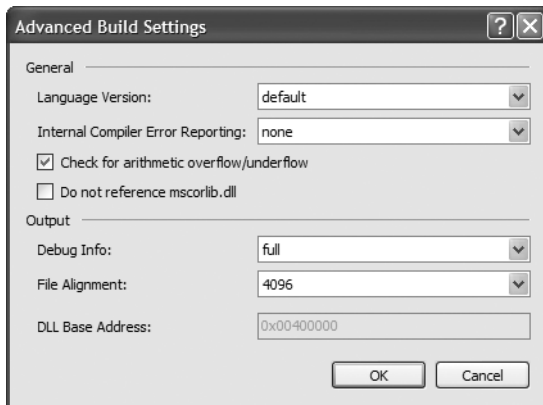 Advanced Build Settings
General
Language Version: default
Internal Compiler Error Reporting: none
Check for arithmetic overflow/underflow
Do not reference mscorlib.dll
Output
Debug Info: full
File Alignment: 4096
DLL Base Address: 0x00400000
OK Cancel